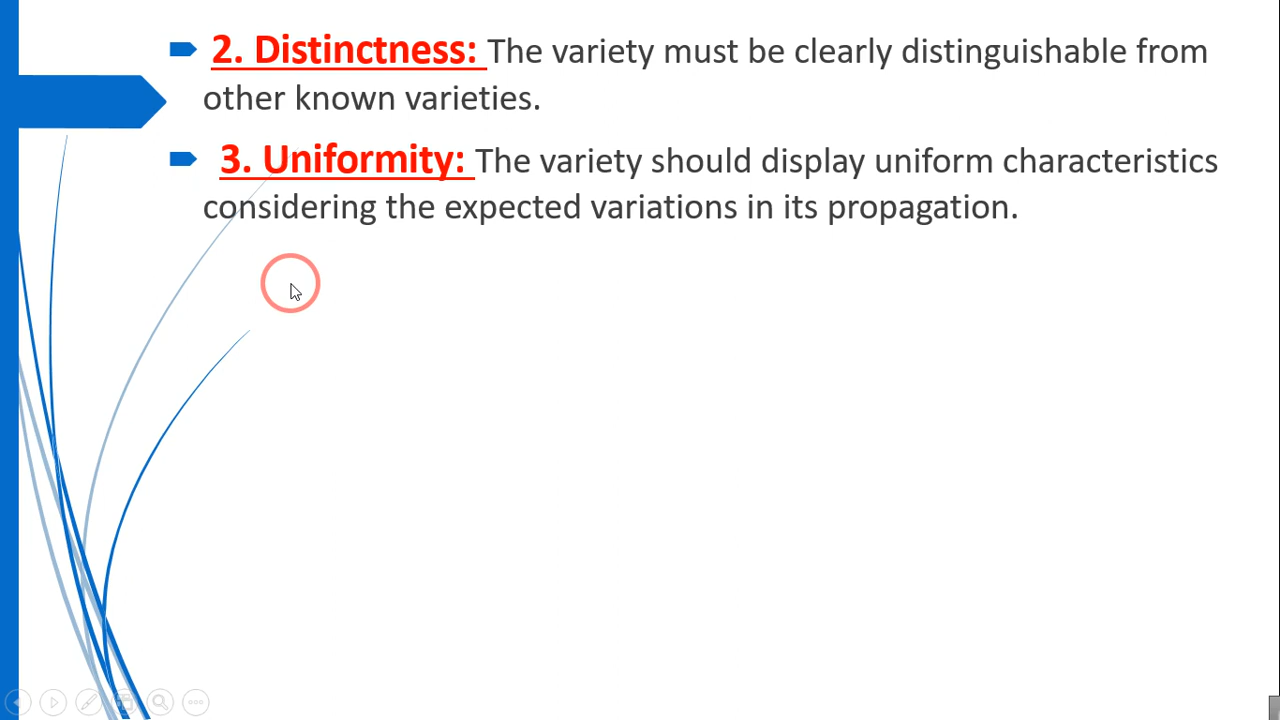 2. Distinctness: The variety must be clearly distinguishable from
other known varieties.
3. Uniformity: The variety should display uniform characteristics
considering the expected variations in its propagation.